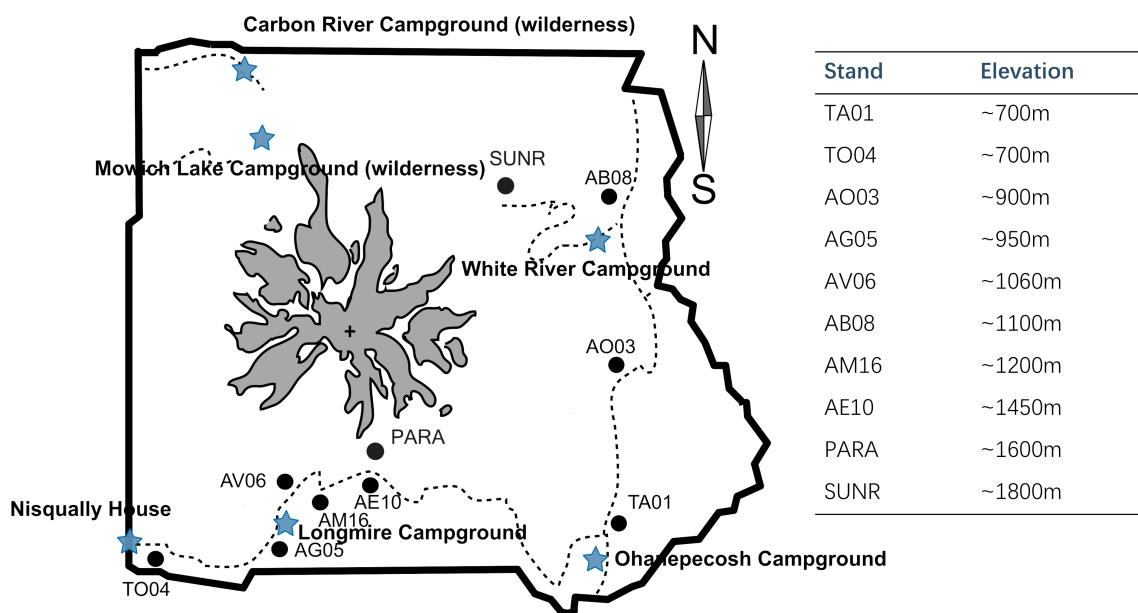 Carbon River Campground (wilderness)
N
S
Mowich Lake Campground (wilderness)
SUNR
AB08
White River Campground
AO03
PARA
AV06
AE10
AM16
Nisqually House
Longmire Campground
AG05
TO04
TA01
Ohanepecosh Campground
Stand Elevation
TA01 ~700m
TO04 ~700m
AO03 ~900m
AG05 ~950m
AV06 ~1060m
AB08 ~1100m
AM16 ~1200m
AE10 ~1450m
PARA ~1600m
SUNR ~1800m